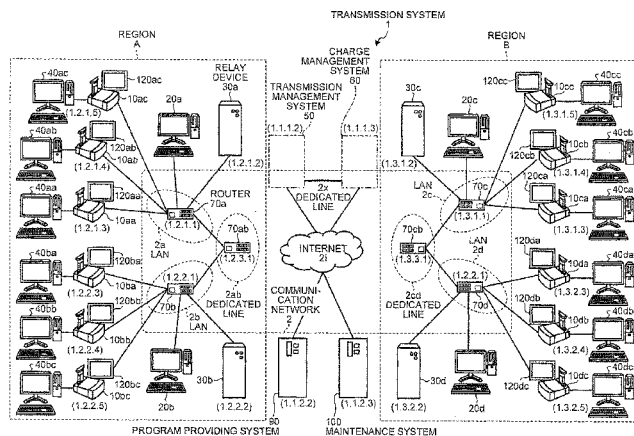 TRANSMISSION SYSTEM
1
REGION
A
CHARGE
MANAGEMENT
SYSTEM
60
REGION B
40ac
120ac
10ac
(1.2.1.5)
RELAY
DEVICE
30a
20a
TRANSMISSION
MANAGEMENT
SYSTEM
50
30c
20c
120cc
10cc
40cc
(1.3.1.5)
40ab
120ab
10ab
(1.2.1.4)
(1.2.1.2)
(1.1.1.2)
(1.1.1.3)
(1.3.1.2)
120cb
10cb
40cb
(1.3.1.4)
40aa
120aa
10aa
(1.2.1.3)
ROUTER
70a
(1.2.1.1)
2x
DEDICATED
LINE
LAN
2c
70c
(1.3.1.1)
120ca
10ca
40ca
(1.3.1.3)
2a
LAN
70ab
(1.2.3.1)
INTERNET
2i
70cb
(1.3.3.1)
LAN
2d
40ba
120ba
10ba
(1.2.2.3)
(1.2.2.1)
70b
2ab
DEDICATED
LINE
2cd
DEDICATED
LINE
(1.2.2.1)
70d
120da
10da
40da
(1.3.2.3)
40bb
120bb
10bb
(1.2.2.4)
2b
LAN
COMMUNI-
CATION
NETWORK
2
120db
10db
40db
(1.3.2.4)
40bc
120bc
10bc
(1.2.2.5)
20b
30b
(1.2.2.2)
90
(1.1.2.2)
100
(1.1.2.3)
30d
(1.3.2.2)
20d
120dc
10dc
40dc
(1.3.2.5)
PROGRAM PROVIDING SYSTEM
MAINTENANCE SYSTEM